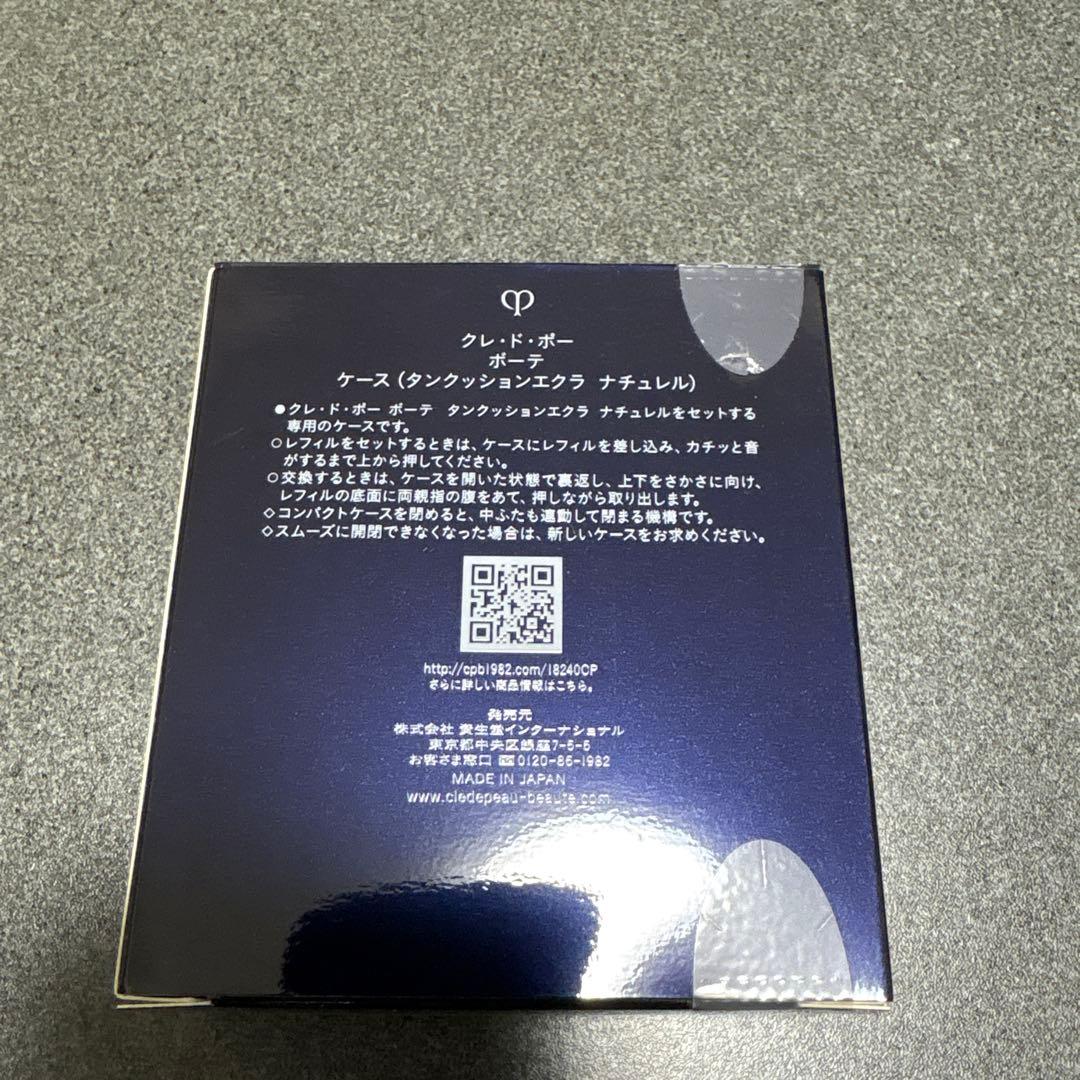 クレ・ド・ポー
ボーテ
ケース（タンクッションエクラ ナチュレル）
●クレ・ド・ポー ボーテ タンクッションエクラ ナチュレルをセットする
専用のケースです。
○レフィルをセットするときは、ケースにレフィルを差し込み、カチッと音
がするまで上から押してください。
○交換するときは、ケースを開いた状態で裏返し、上下をさかさに向け、
レフィルの底面に両親指の腹をあて、押しながら取り出します。
◇コンパクトケースを閉めると、中ふたも連動して閉まる機構です。
◇スムーズに開閉できなくなった場合は、新しいケースをお求めください。
http://cpb1982.com/18240CP
さらに詳しい商品情報はこちら。
発売元
株式会社 資生堂インターナショナル
東京都中央区銀座7-5-5
お客さま窓口 0120-86-1982
MADE IN JAPAN
www.cledepeau-beaute.com